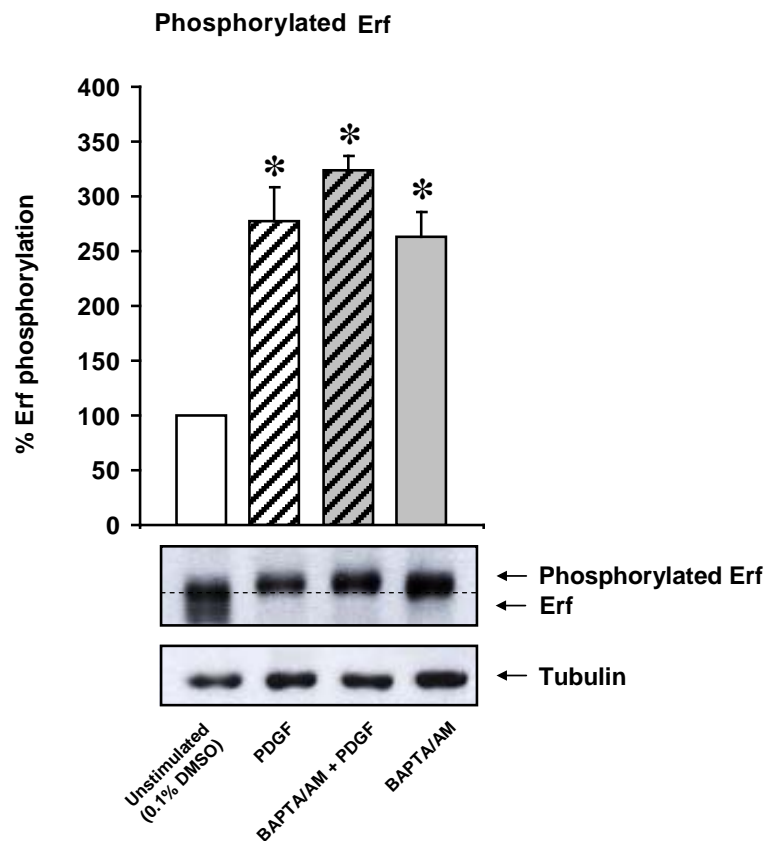 Phosphorylated Erf
% Erf phosphorylation
400
350
300
250
200
150
100
50
0
*
*
*
Phosphorylated Erf
Erf
Tubulin
Unstimulated
(0.1% DMSO)
PDGF
BAPTA/AM + PDGF
BAPTA/AM